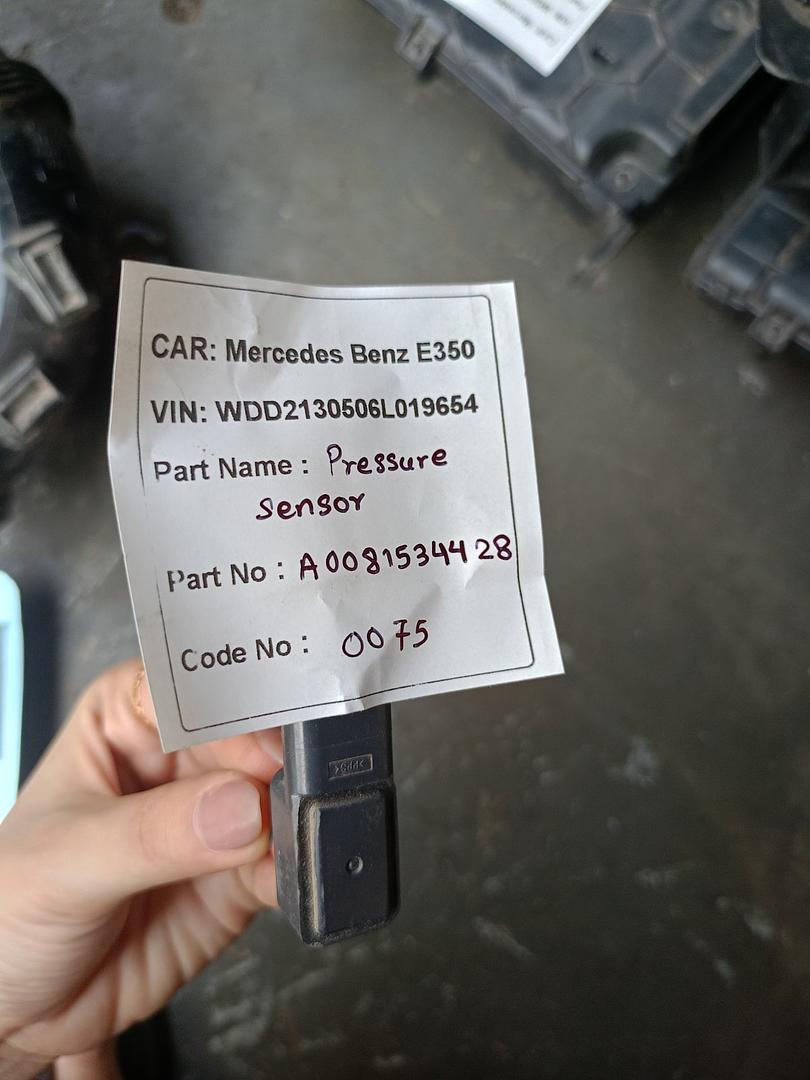 CAR: Mercedes Benz E350
VIN: WDD2130506L019654
Part Name : Pressure
sensor
Part No : A0081534428
Code No : 0075